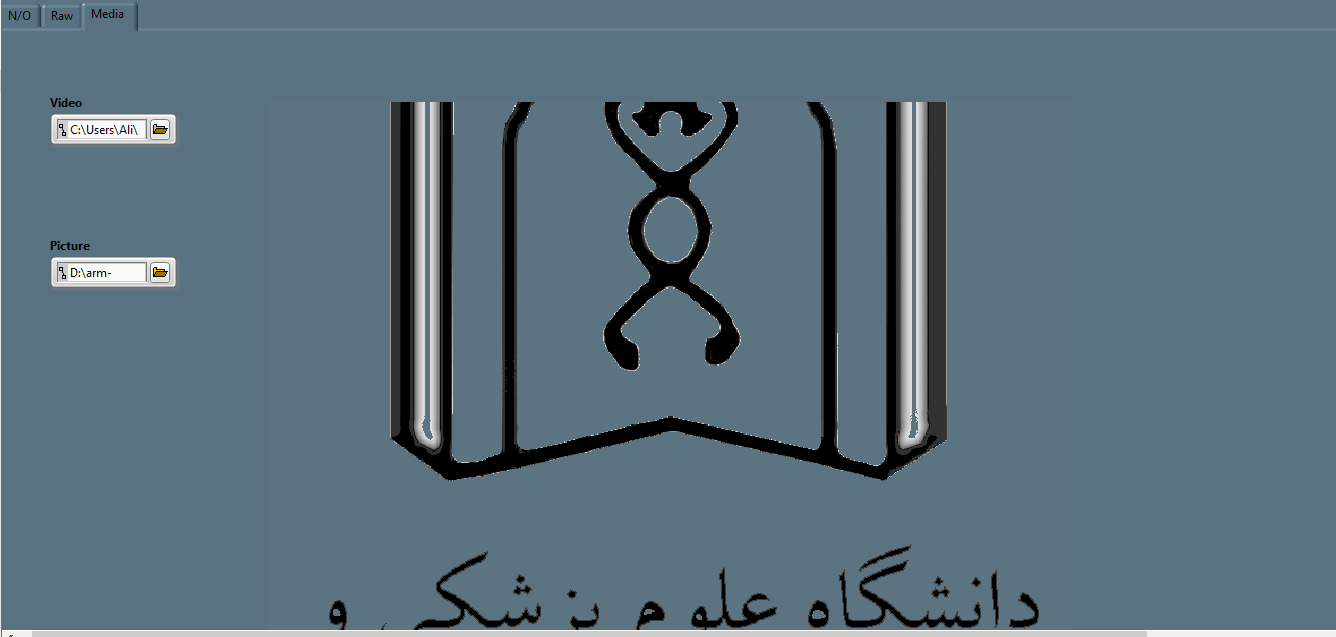 N/O Raw Media
Video
C:\Users\Ali\
Picture
D:\arm-
دانشگاه علوم پزشکی و